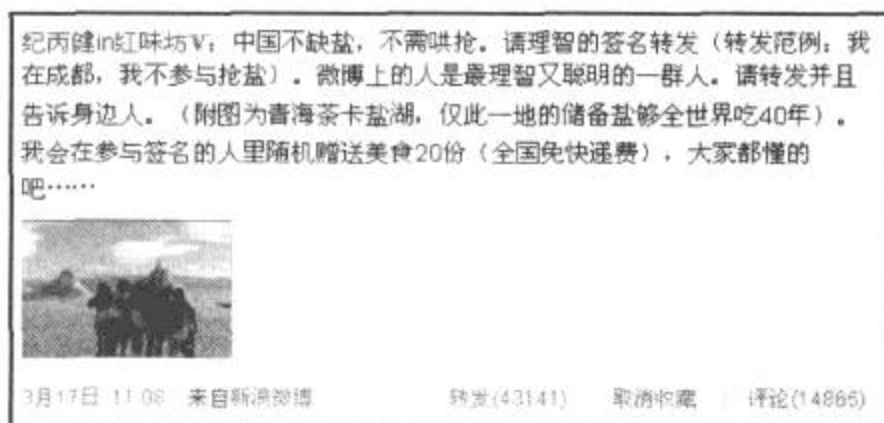 纪丙健in红味坊V：中国不缺盐，不需哄抢。请理智的签名转发（转发范例：我
在成都，我不参与抢盐）。微博上的人是最理智又聪明的一群人。请转发并且
告诉身边人。（附图为青海茶卡盐湖，仅此一地的储备盐够全世界吃40年）。
我会在参与签名的人里随机赠送美食20份（全国免快递费），大家都懂的
吧……
3月17日 11:08 来自新浪微博 转发(43141) 取消收藏 评论(14865)